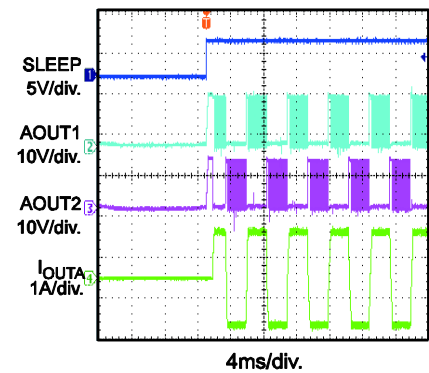 T
SLEEP
1
5V/div.
AOUT1
2
10V/div.
AOUT2
3
10V/div.
IOUTA
4
1A/div.
4ms/div.